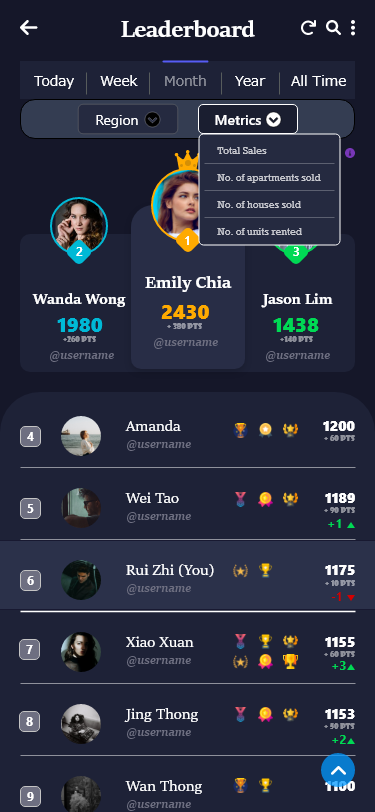 Leaderboard
Today Week Month Year All Time
Region Metrics
Total Sales
No. of apartments sold
No. of houses sold
No. of units rented
1
2
3
Emily Chia
2430
+ 280 PTS
@username
Wanda Wong
1980
+260 PTS
@username
Jason Lim
1438
+140 PTS
@username
4 Amanda 1200
@username + 60 PTS
5 Wei Tao 1189
@username + 90 PTS
+1 ▲
6 Rui Zhi (You) 1175
@username + 10 PTS
-1 ▼
7 Xiao Xuan 1155
@username + 60 PTS
+3▲
8 Jing Thong 1153
@username + 50 PTS
+2▲
9 Wan Thong 1100
@username